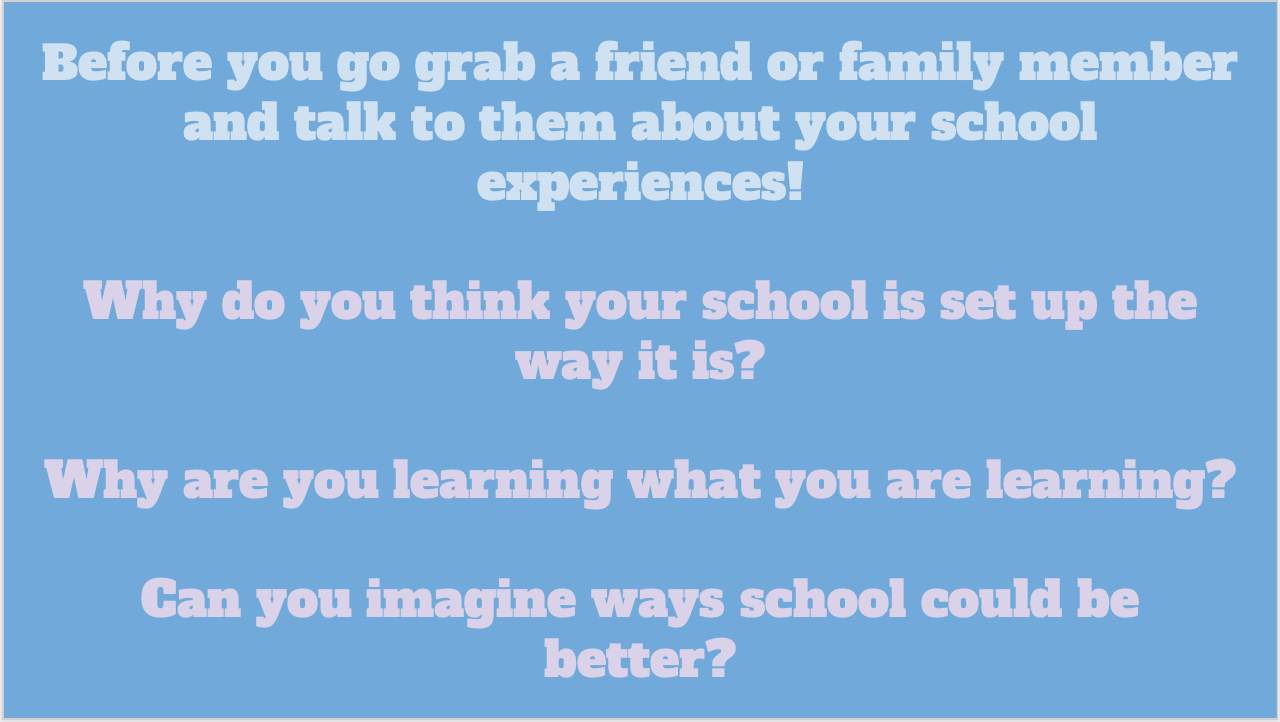 Before you go grab a friend or family member
and talk to them about your school
experiences!
Why do you think your school is set up the
way it is?
Why are you learning what you are learning?
Can you imagine ways school could be
better?